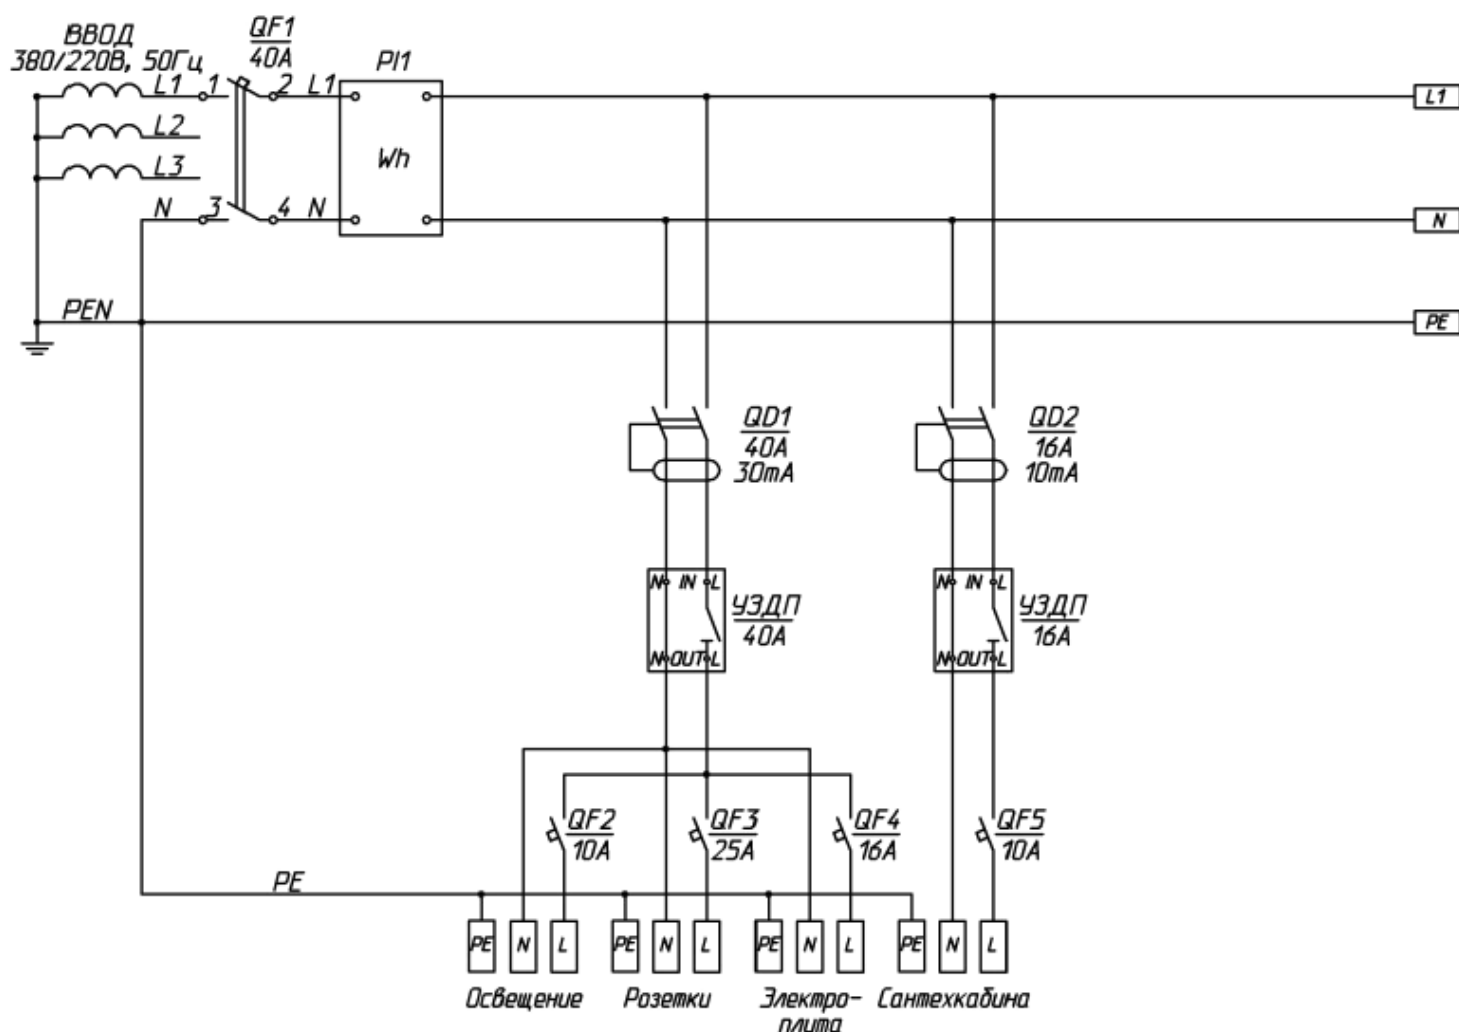 ВВОД
380/220В, 50Гц
QF1
40А
PI1
L1 1 2 L1
L1
L2
L3
Wh
N 3 4 N
N
PEN
PE
QD1
40А
30mA
QD2
16А
10mA
N IN L
УЗДП
40А
N OUT L
N IN L
УЗДП
16А
N OUT L
QF2
10А
QF3
25А
QF4
16А
QF5
10А
PE
PE N L
PE N L
PE N L
PE N L
Освещение
Розетки
Электро-
плита
Сантехкабина